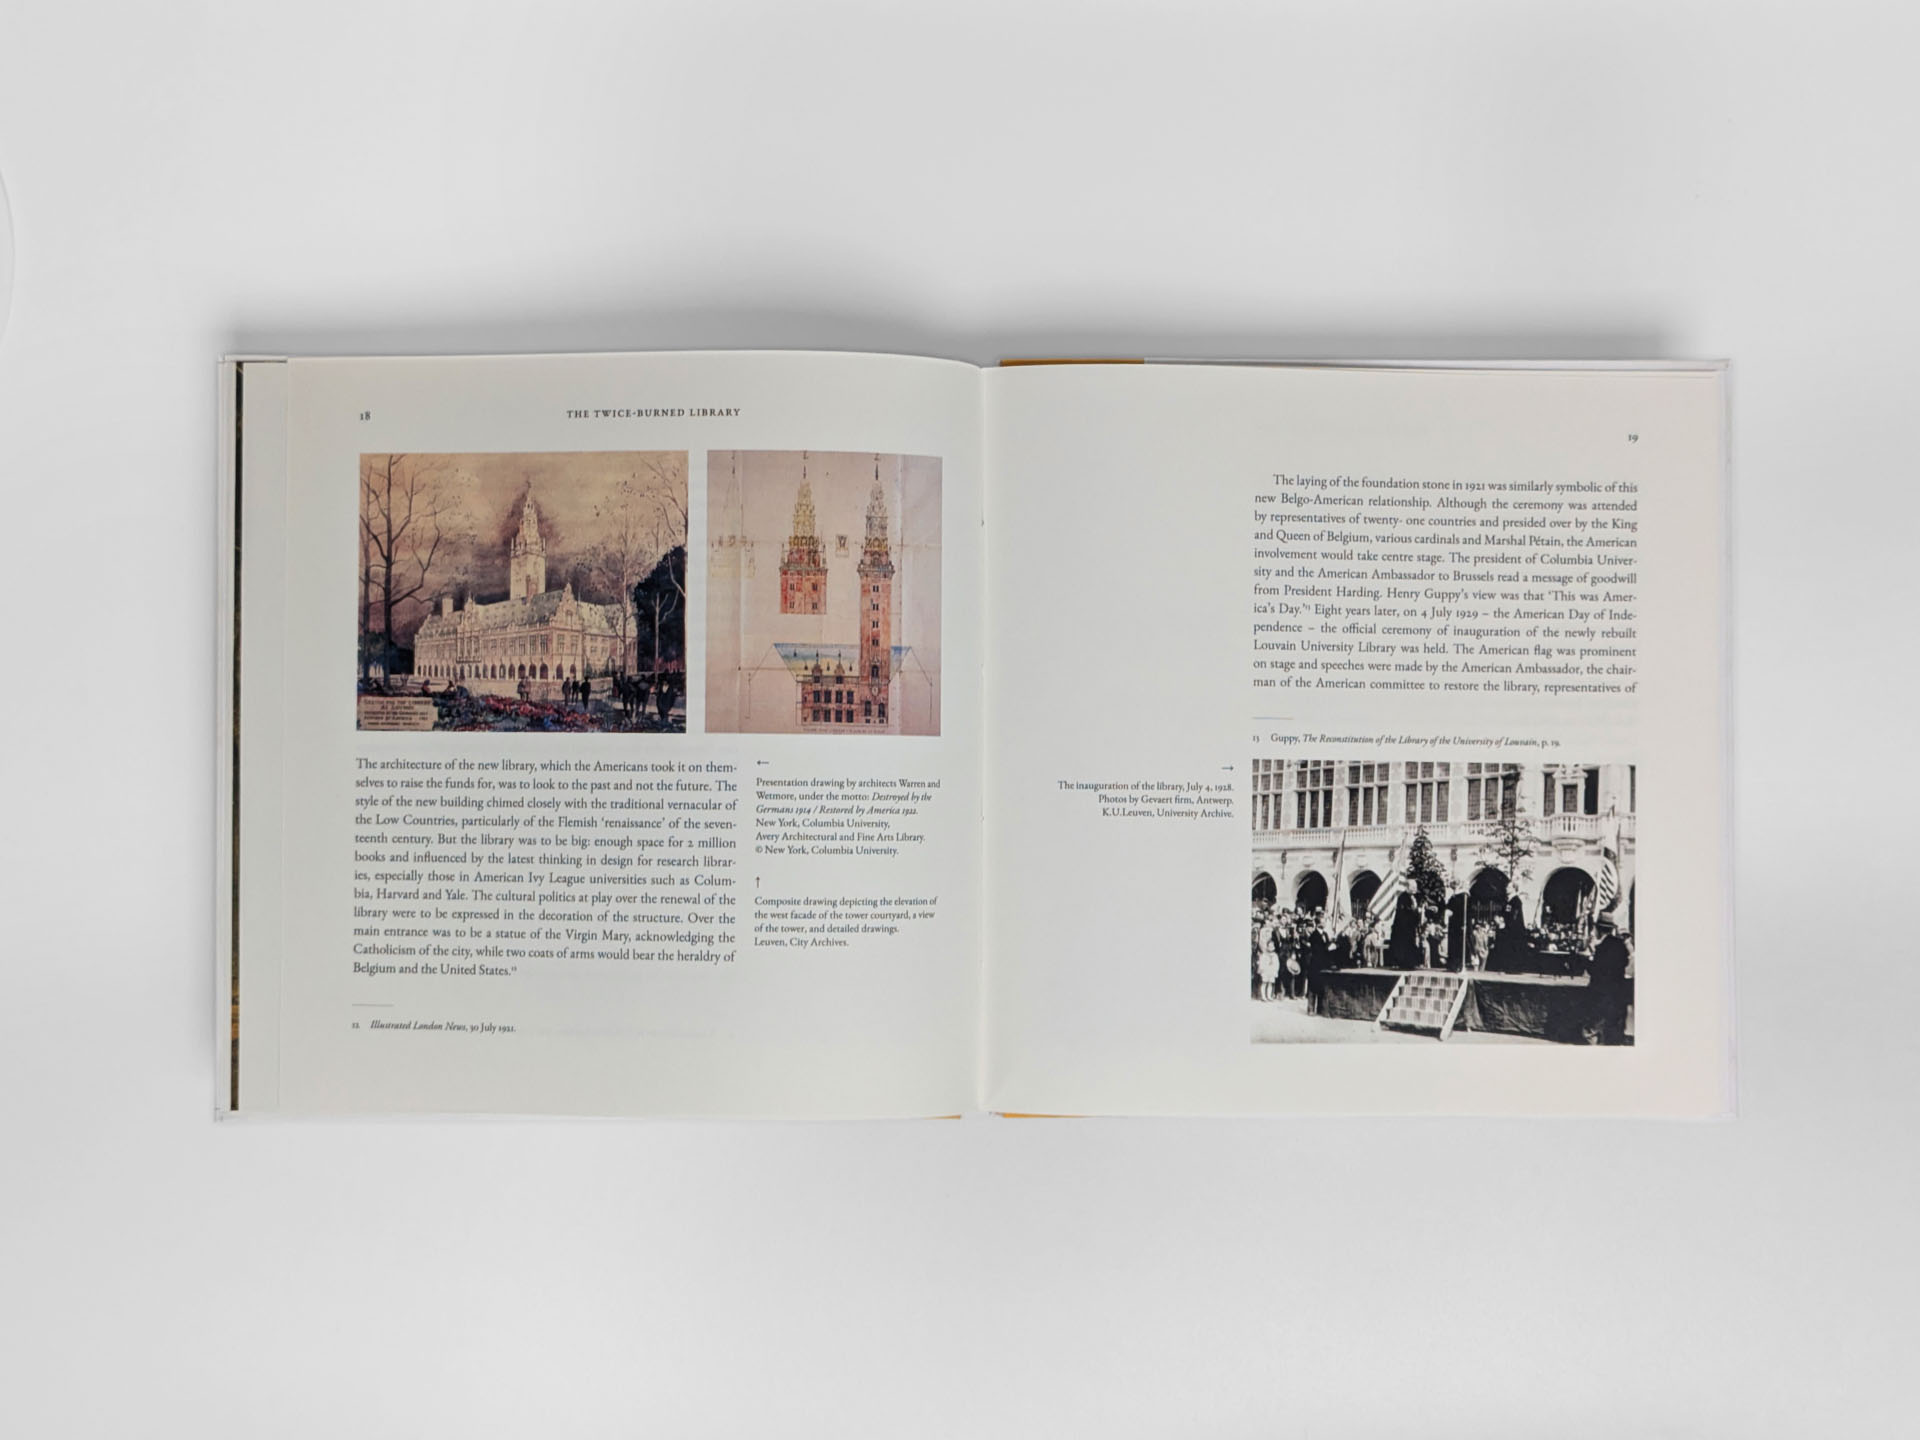 18
THE TWICE-BURNED LIBRARY
The architecture of the new library, which the Americans took it on them-
selves to raise the funds for, was to look to the past and not the future. The
style of the new building chimed closely with the traditional vernacular of
the Low Countries, particularly of the Flemish ‘renaissance’ of the seven-
teenth century. But the library was to be big: enough space for 2 million
books and influenced by the latest thinking in design for research librar-
ies, especially those in American Ivy League universities such as Colum-
bia, Harvard and Yale. The cultural politics at play over the renewal of the
library were to be expressed in the decoration of the structure. Over the
main entrance was to be a statue of the Virgin Mary, acknowledging the
Catholicism of the city, while two coats of arms would bear the heraldry of
Belgium and the United States.12
12 Illustrated London News, 30 July 1921.
←
Presentation drawing by architects Warren and
Wetmore, under the motto: Destroyed by the
Germans 1914 / Restored by America 1922.
New York, Columbia University,
Avery Architectural and Fine Arts Library.
© New York, Columbia University.
↑
Composite drawing depicting the elevation of
the west facade of the tower courtyard, a view
of the tower, and detailed drawings.
Leuven, City Archives.
19
The laying of the foundation stone in 1921 was similarly symbolic of this
new Belgo-American relationship. Although the ceremony was attended
by representatives of twenty- one countries and presided over by the King
and Queen of Belgium, various cardinals and Marshal Pétain, the American
involvement would take centre stage. The president of Columbia Univer-
sity and the American Ambassador to Brussels read a message of goodwill
from President Harding. Henry Guppy's view was that ‘This was Amer-
ica's Day.’13 Eight years later, on 4 July 1929 – the American Day of Inde-
pendence – the official ceremony of inauguration of the newly rebuilt
Louvain University Library was held. The American flag was prominent
on stage and speeches were made by the American Ambassador, the chair-
man of the American committee to restore the library, representatives of
13 Guppy, The Reconstitution of the Library of the University of Louvain, p. 19.
→
The inauguration of the library, July 4, 1928.
Photos by Gevaert firm, Antwerp.
K.U.Leuven, University Archive.